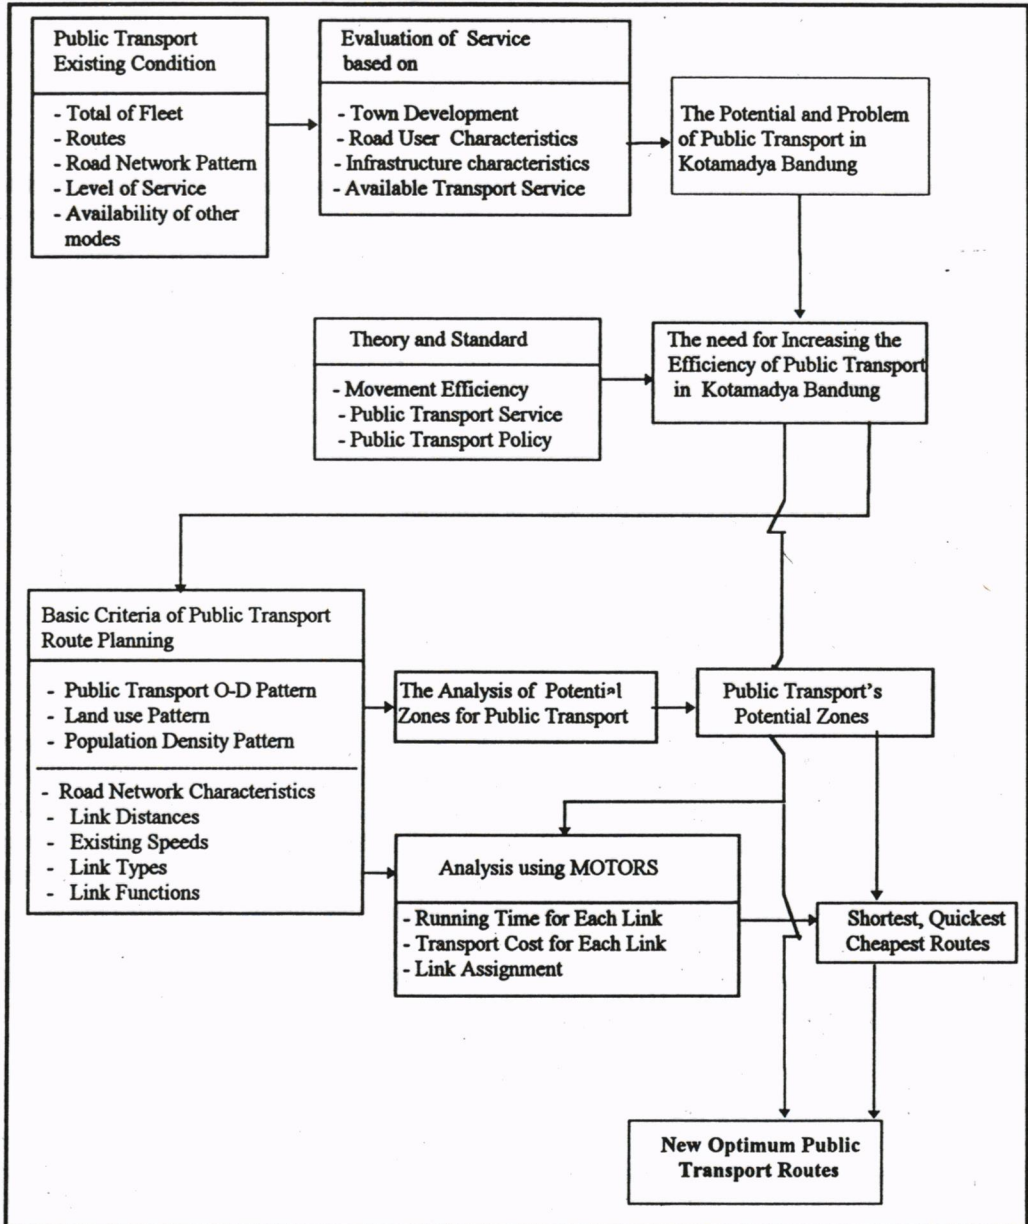 Public Transport
Existing Condition
- Total of Fleet
- Routes
- Road Network Pattern
- Level of Service
- Availability of other
modes
Evaluation of Service
based on
- Town Development
- Road User Characteristics
- Infrastructure characteristics
- Available Transport Service
The Potential and Problem
of Public Transport in
Kotamadya Bandung
Theory and Standard
- Movement Efficiency
- Public Transport Service
- Public Transport Policy
The need for Increasing the
Efficiency of Public Transport
in Kotamadya Bandung
Basic Criteria of Public Transport
Route Planning
- Public Transport O-D Pattern
- Land use Pattern
- Population Density Pattern
- Road Network Characteristics
- Link Distances
- Existing Speeds
- Link Types
- Link Functions
The Analysis of Potential
Zones for Public Transport
Public Transport's
Potential Zones
Analysis using MOTORS
- Running Time for Each Link
- Transport Cost for Each Link
- Link Assignment
Shortest, Quickest
Cheapest Routes
New Optimum Public
Transport Routes